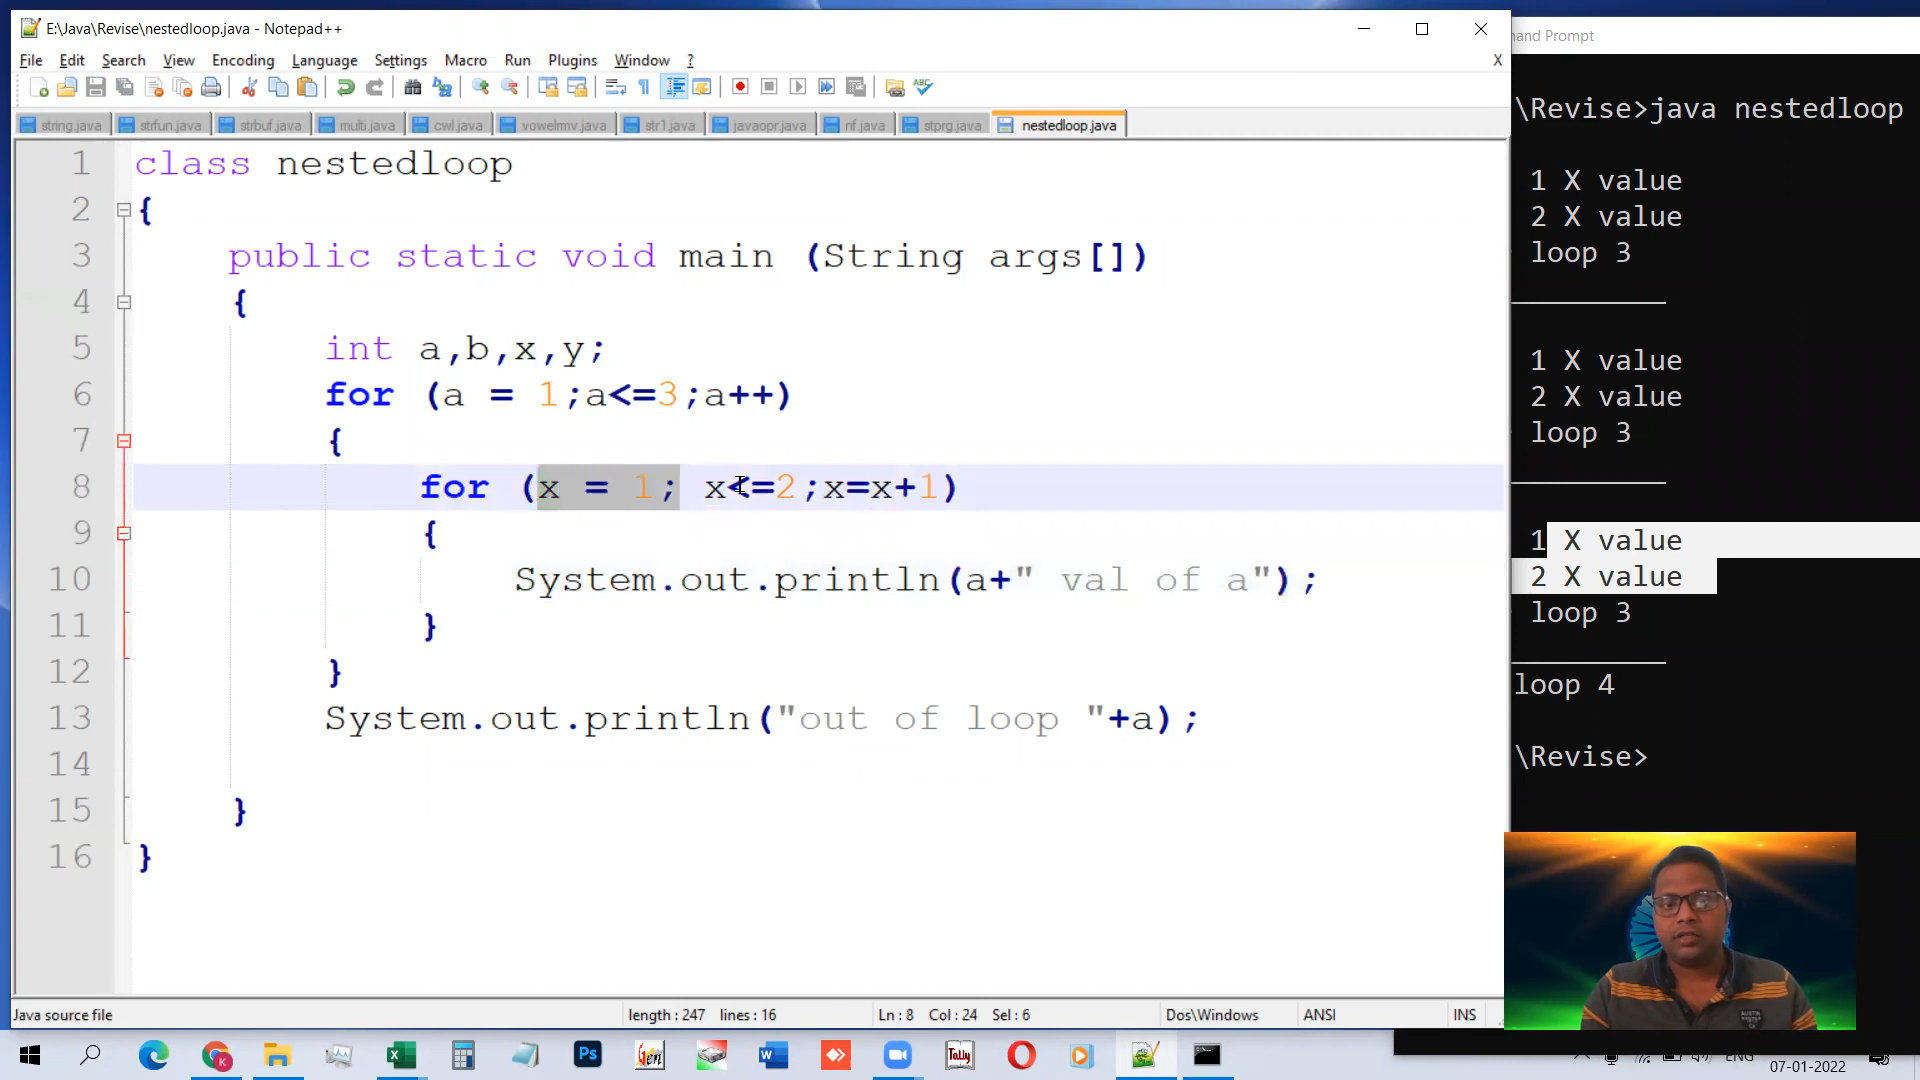 E:\Java\Revise\nestedloop.java - Notepad++
File Edit Search View Encoding Language Settings Macro Run Plugins Window ? X
string.java strfun.java strbuf.java multi.java cwl.java vowelrmv.java str1.java javaopr.java nf.java stprg.java nestedloop.java
1 class nestedloop
2 {
3 public static void main (String args[])
4 {
5 int a,b,x,y;
6 for (a = 1;a<=3;a++)
7 {
8 for (x = 1; x<=2;x=x+1)
9 {
10 System.out.println(a+" val of a");
11 }
12 }
13 System.out.println("out of loop "+a);
14
15 }
16 }
Java source file length : 247 lines : 16 Ln : 8 Col : 24 Sel : 6 Dos\Windows ANSI INS
and Prompt
\Revise>java nestedloop
1 X value
2 X value
loop 3
1 X value
2 X value
loop 3
1 X value
2 X value
loop 3
loop 4
\Revise>
ENG
07-01-2022